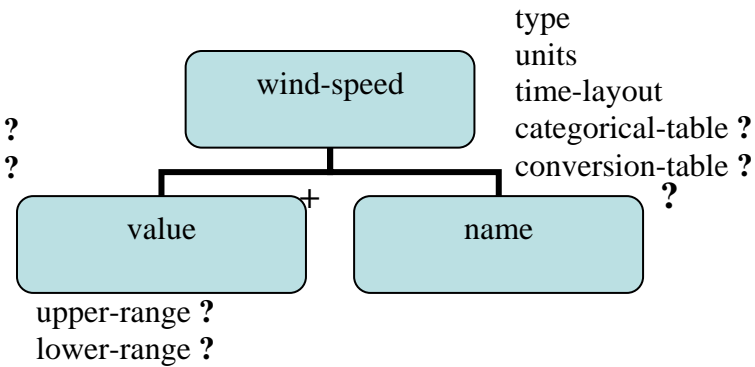 type
units
time-layout
categorical-table ?
conversion-table ?
wind-speed
?
?
+
?
value
name
upper-range ?
lower-range ?